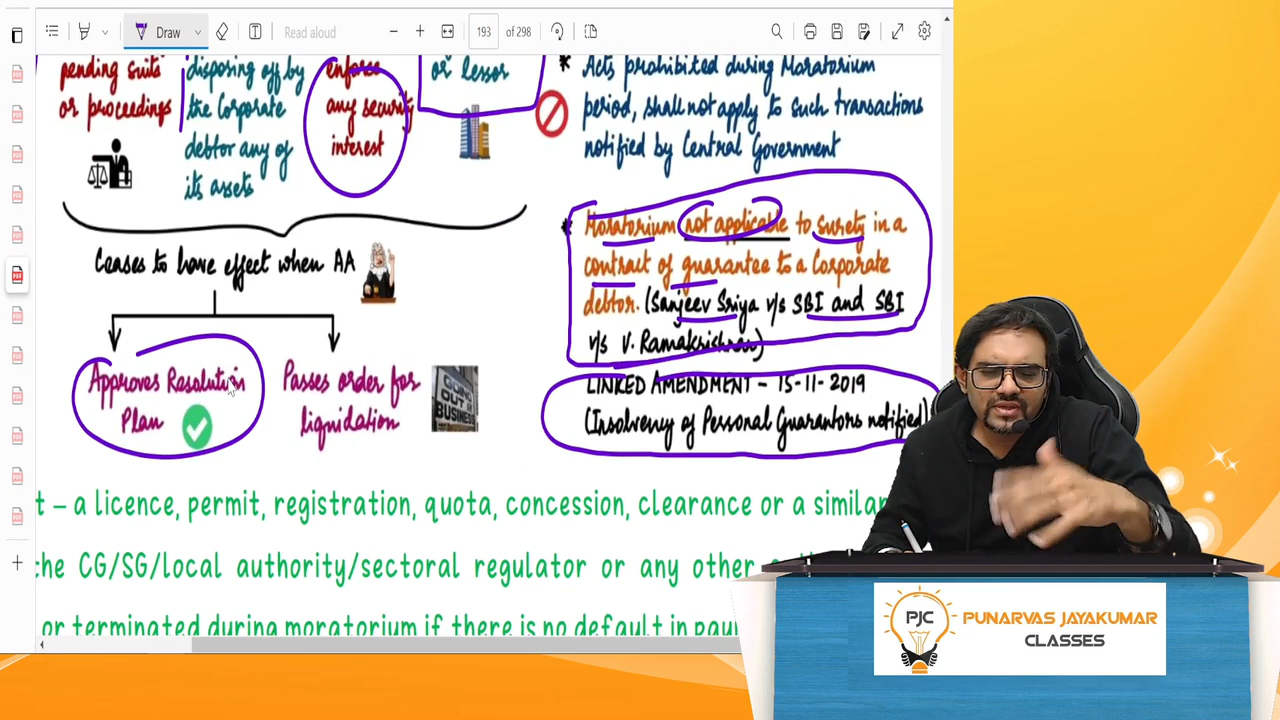 Draw
Read aloud
193
of 298
pending suits
or proceedings
disposing off by
the Corporate
debtor any of
its assets
enforce
any security
interest
or lessor
Acts prohibited during Moratorium
period, shall not apply to such transactions
notified by Central Government
Moratorium not applicable to surety in a
contract of guarantee to a Corporate
debtor. (Sanjeev Sriya v/s SBI and SBI
v/s V. Ramakrishnan)
LINKED AMENDMENT - 15-11-2019
(Insolvency of Personal Guarantors notified)
Ceases to have effect when AA
Approves Resolution
Plan
Passes order for
liquidation
OUT OF
BUSINESS
t – a licence, permit, registration, quota, concession, clearance or a similar
the CG/SG/local authority/sectoral regulator or any other
or terminated during moratorium if there is no default in
PJC
PUNARVAS JAYAKUMAR
CLASSES